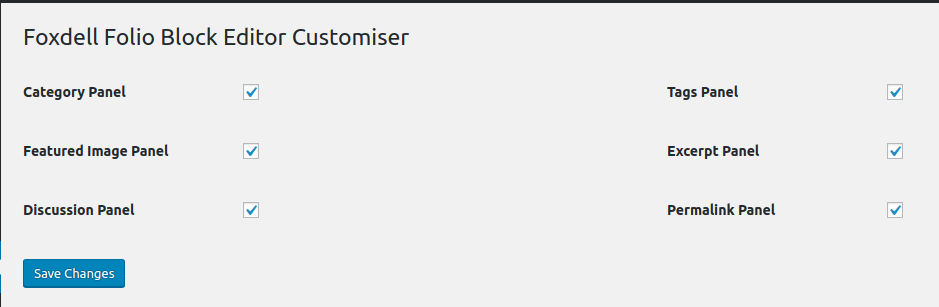 Foxdell Folio Block Editor Customiser
Category Panel
Tags Panel
Featured Image Panel
Excerpt Panel
Discussion Panel
Permalink Panel
Save Changes